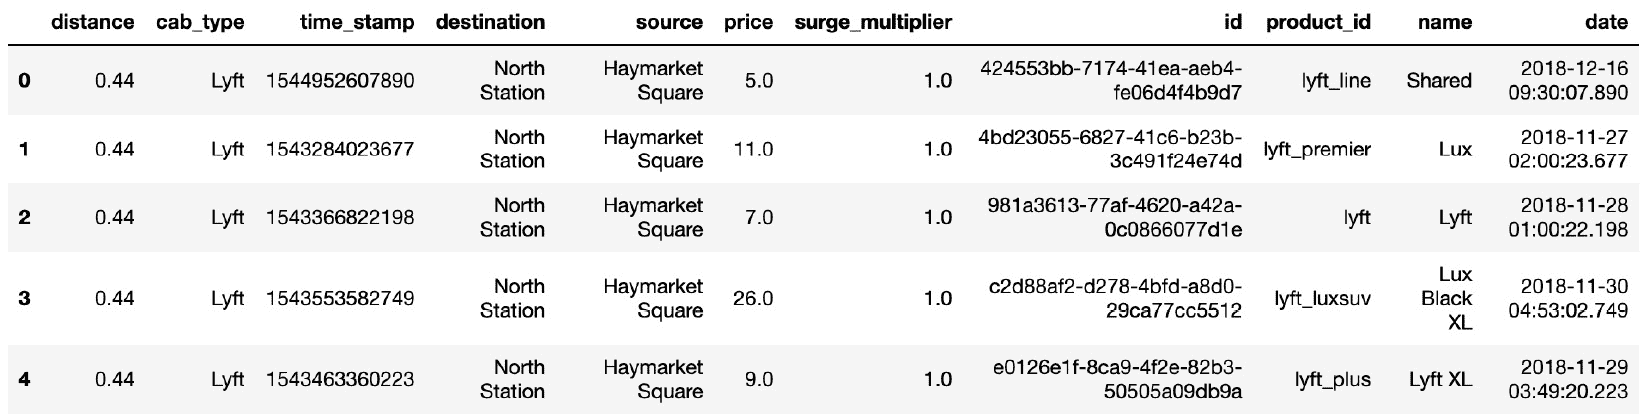 distance cab_type time_stamp destination source price surge_multiplier id product_id name date
0 0.44 Lyft 1544952607890 North Station Haymarket Square 5.0 1.0 424553bb-7174-41ea-aeb4-fe06d4f4b9d7 lyft_line Shared 2018-12-16 09:30:07.890
1 0.44 Lyft 1543284023677 North Station Haymarket Square 11.0 1.0 4bd23055-6827-41c6-b23b-3c491f24e74d lyft_premier Lux 2018-11-27 02:00:23.677
2 0.44 Lyft 1543366822198 North Station Haymarket Square 7.0 1.0 981a3613-77af-4620-a42a-0c0866077d1e lyft Lyft 2018-11-28 01:00:22.198
3 0.44 Lyft 1543553582749 North Station Haymarket Square 26.0 1.0 c2d88af2-d278-4bfd-a8d0-29ca77cc5512 lyft_luxsuv Lux Black XL 2018-11-30 04:53:02.749
4 0.44 Lyft 1543463360223 North Station Haymarket Square 9.0 1.0 e0126e1f-8ca9-4f2e-82b3-50505a09db9a lyft_plus Lyft XL 2018-11-29 03:49:20.223